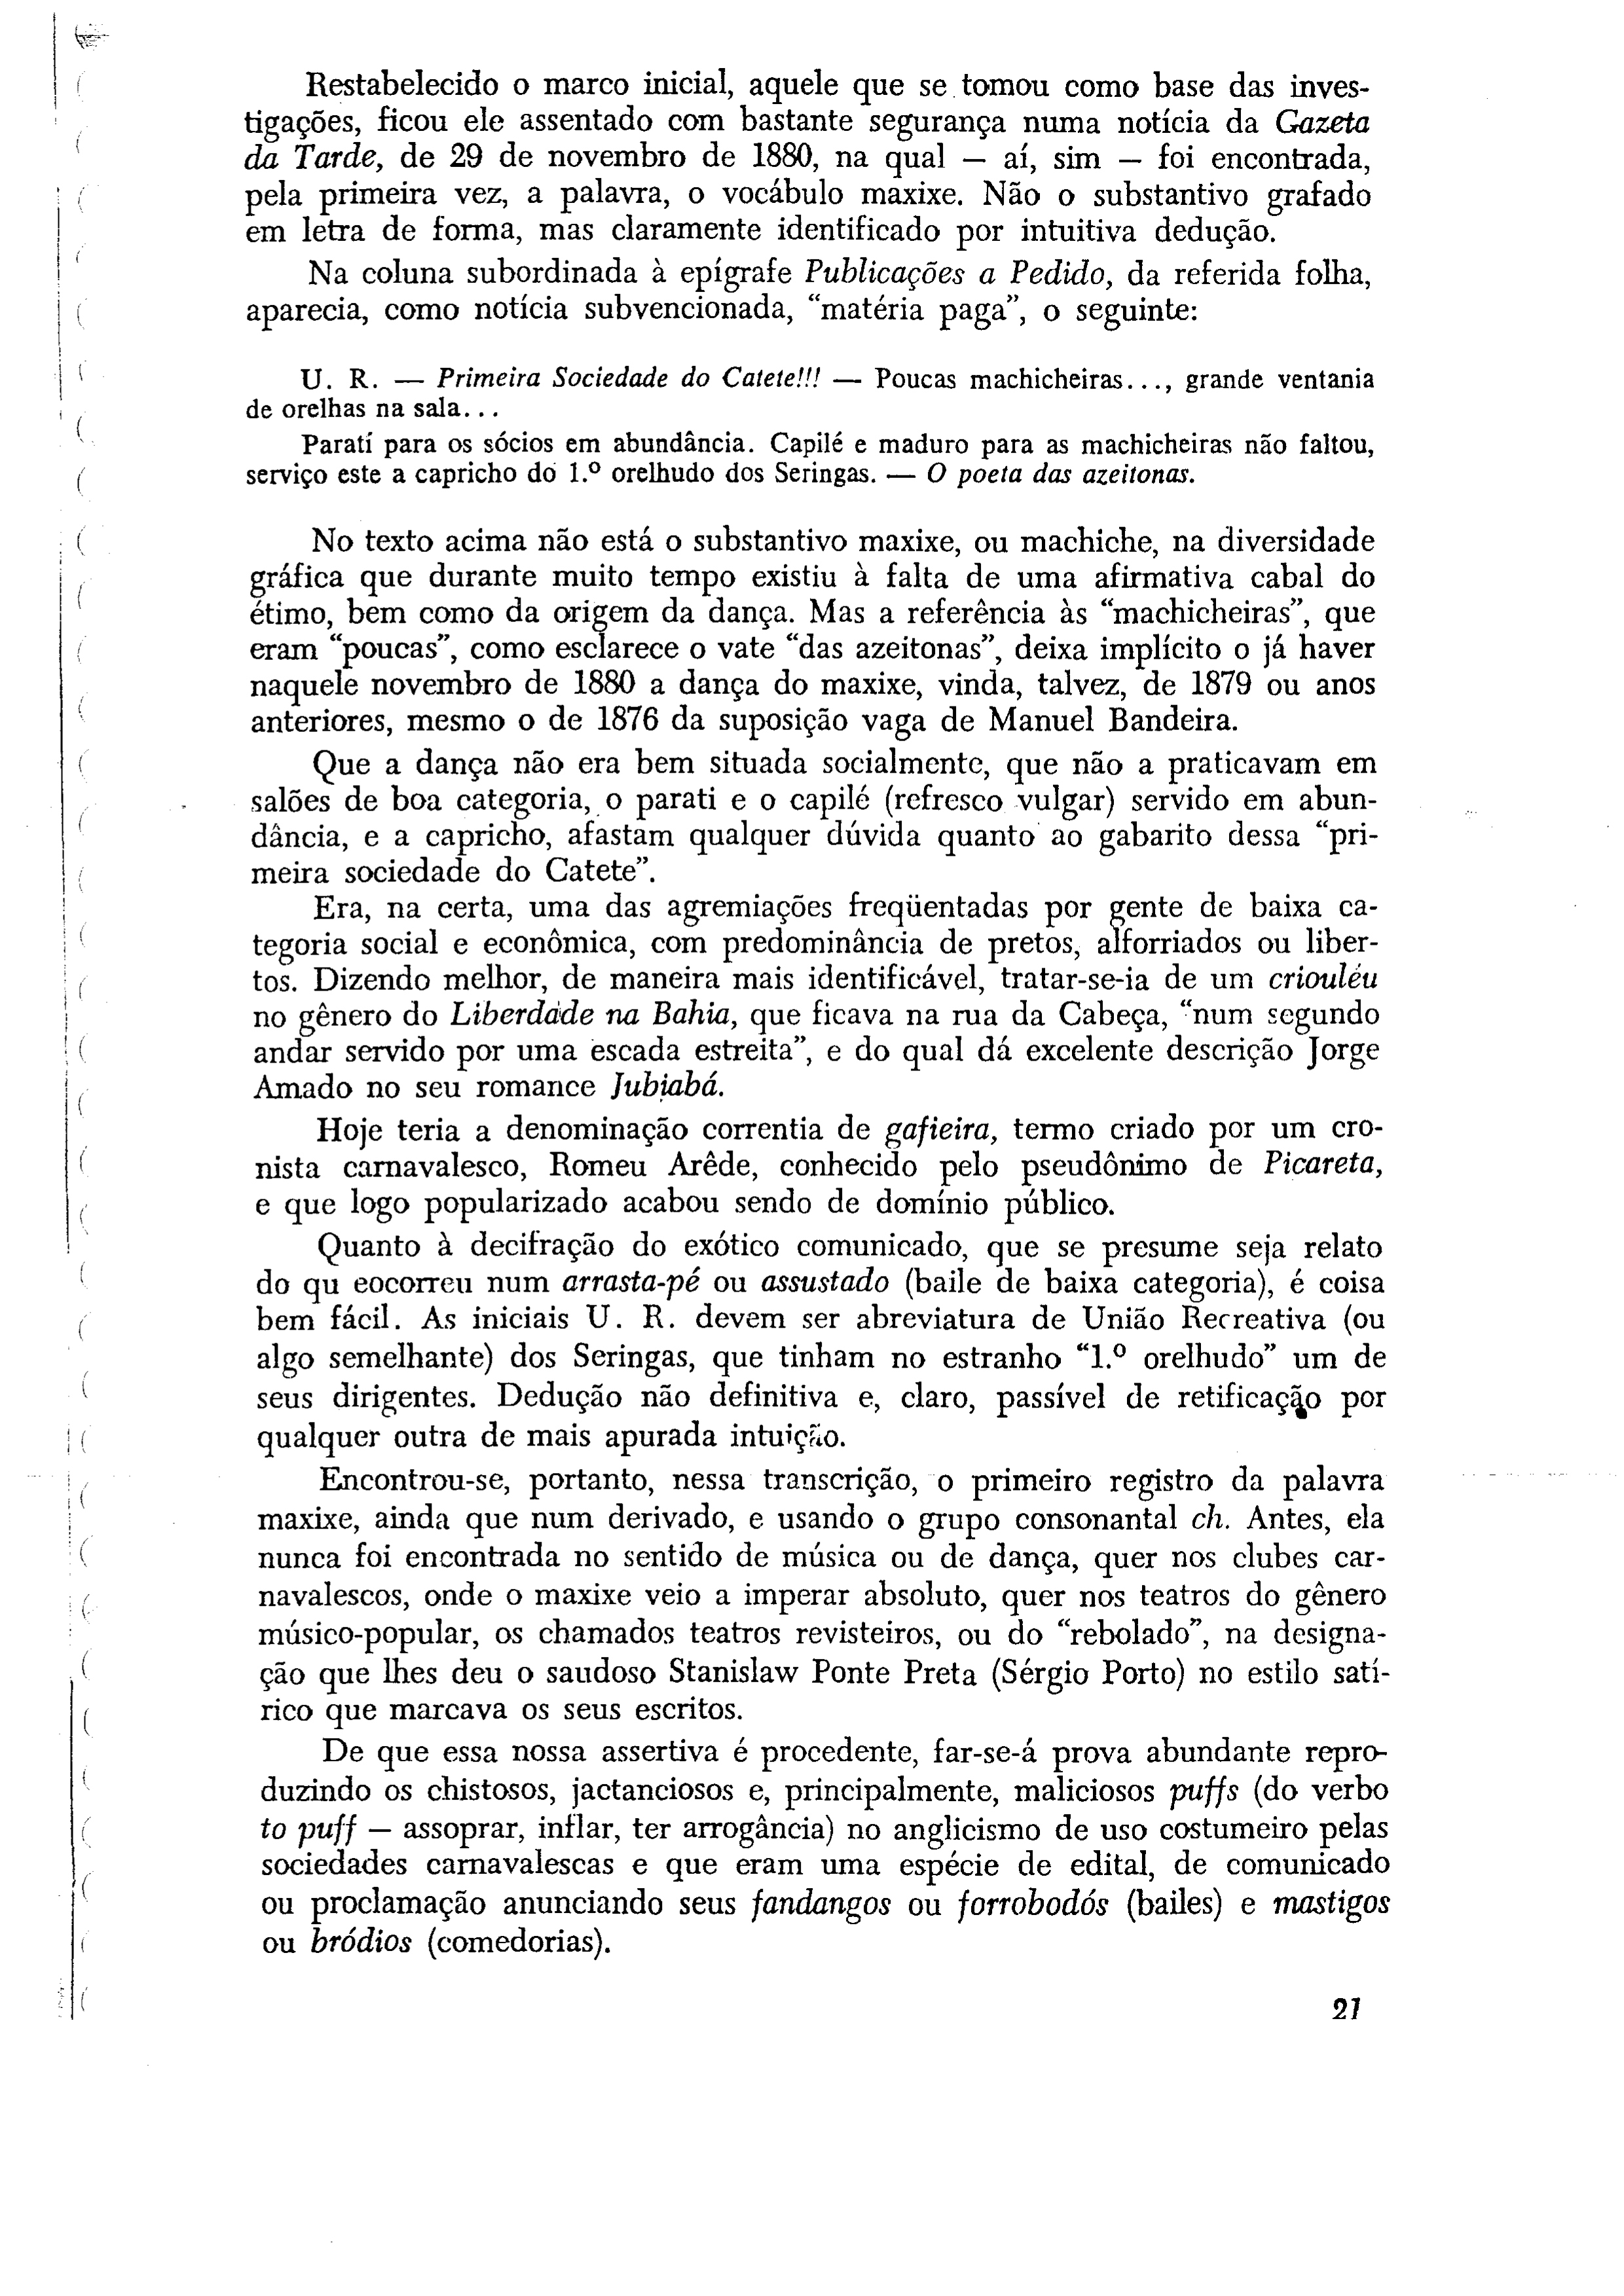 Restabelecido o marco inicial, aquele que se tomou como base das inves-
tigações, ficou ele assentado com bastante segurança numa notícia da Gazeta
da Tarde, de 29 de novembro de 1880, na qual — aí, sim — foi encontrada,
pela primeira vez, a palavra, o vocábulo maxixe. Não o substantivo grafado
em letra de forma, mas claramente identificado por intuitiva dedução.
Na coluna subordinada à epígrafe Publicações a Pedido, da referida folha,
aparecia, como notícia subvencionada, “matéria paga”, o seguinte:
U. R. — Primeira Sociedade do Catete!!! — Poucas machicheiras..., grande ventania
de orelhas na sala...
Paratí para os sócios em abundância. Capilé e maduro para as machicheiras não faltou,
serviço este a capricho do 1.º orelhudo dos Seringas. — O poeta das azeitonas.
No texto acima não está o substantivo maxixe, ou machiche, na diversidade
gráfica que durante muito tempo existiu à falta de uma afirmativa cabal do
étimo, bem como da origem da dança. Mas a referência às “machicheiras”, que
eram “poucas”, como esclarece o vate “das azeitonas”, deixa implícito o já haver
naquele novembro de 1880 a dança do maxixe, vinda, talvez, de 1879 ou anos
anteriores, mesmo o de 1876 da suposição vaga de Manuel Bandeira.
Que a dança não era bem situada socialmente, que não a praticavam em
salões de boa categoria, o parati e o capilé (refresco vulgar) servido em abun-
dância, e a capricho, afastam qualquer dúvida quanto ao gabarito dessa “pri-
meira sociedade do Catete”.
Era, na certa, uma das agremiações freqüentadas por gente de baixa ca-
tegoria social e econômica, com predominância de pretos, alforriados ou liber-
tos. Dizendo melhor, de maneira mais identificável, tratar-se-ia de um criouléu
no gênero do Liberdade na Bahia, que ficava na rua da Cabeça, “num segundo
andar servido por uma escada estreita”, e do qual dá excelente descrição Jorge
Amado no seu romance Jubiabá.
Hoje teria a denominação correntia de gafieira, termo criado por um cro-
nista carnavalesco, Romeu Arêde, conhecido pelo pseudônimo de Picareta,
e que logo popularizado acabou sendo de domínio público.
Quanto à decifração do exótico comunicado, que se presume seja relato
do qu eocorreu num arrasta-pé ou assustado (baile de baixa categoria), é coisa
bem fácil. As iniciais U. R. devem ser abreviatura de União Recreativa (ou
algo semelhante) dos Seringas, que tinham no estranho “1.º orelhudo” um de
seus dirigentes. Dedução não definitiva e, claro, passível de retificação por
qualquer outra de mais apurada intuição.
Encontrou-se, portanto, nessa transcrição, o primeiro registro da palavra
maxixe, ainda que num derivado, e usando o grupo consonantal ch. Antes, ela
nunca foi encontrada no sentido de música ou de dança, quer nos clubes car-
navalescos, onde o maxixe veio a imperar absoluto, quer nos teatros do gênero
músico-popular, os chamados teatros revisteiros, ou do “rebolado”, na designa-
ção que lhes deu o saudoso Stanislaw Ponte Preta (Sérgio Porto) no estilo satí-
rico que marcava os seus escritos.
De que essa nossa assertiva é procedente, far-se-á prova abundante repro-
duzindo os chistosos, jactanciosos e, principalmente, maliciosos puffs (do verbo
to puff — assoprar, inflar, ter arrogância) no anglicismo de uso costumeiro pelas
sociedades carnavalescas e que eram uma espécie de edital, de comunicado
ou proclamação anunciando seus fandangos ou forrobodós (bailes) e mastigos
ou bródios (comedorias).
21